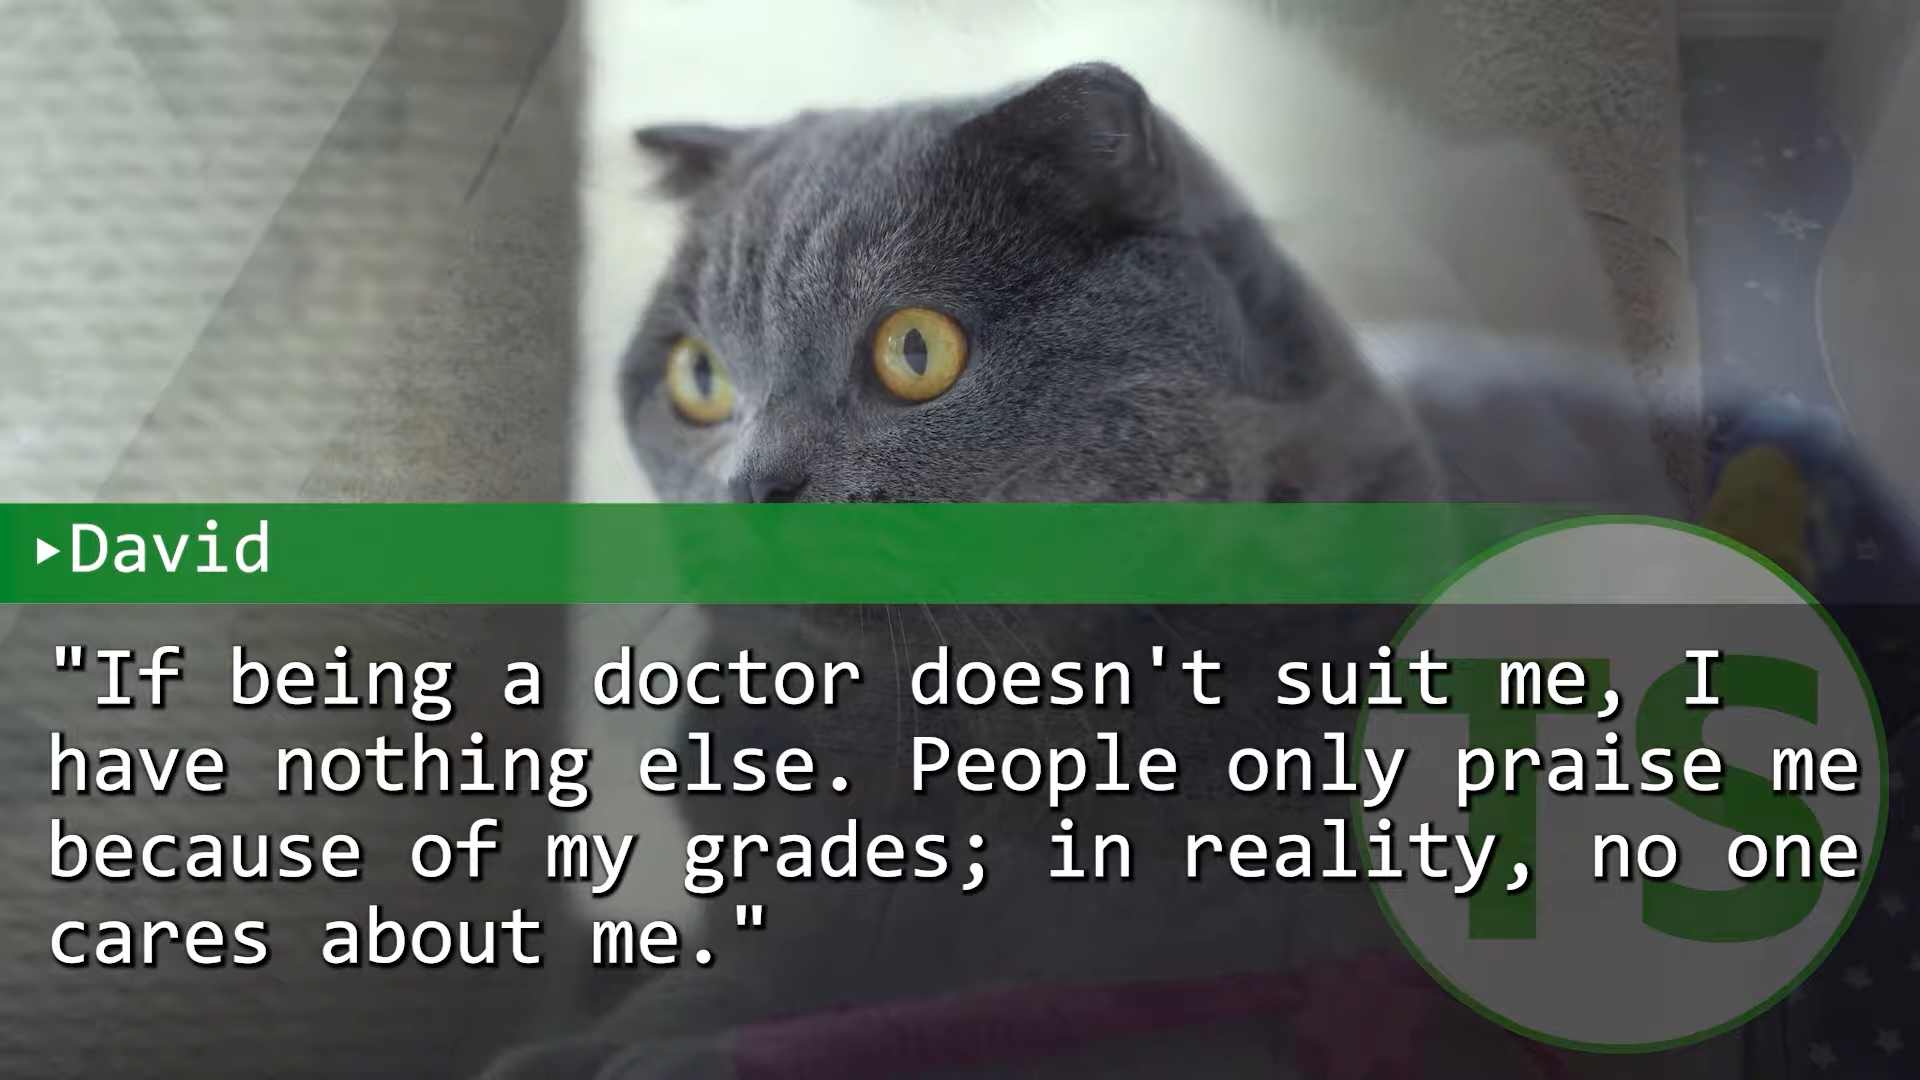 ▶David
"If being a doctor doesn't suit me, I
have nothing else. People only praise me
because of my grades; in reality, no one
cares about me."
TS